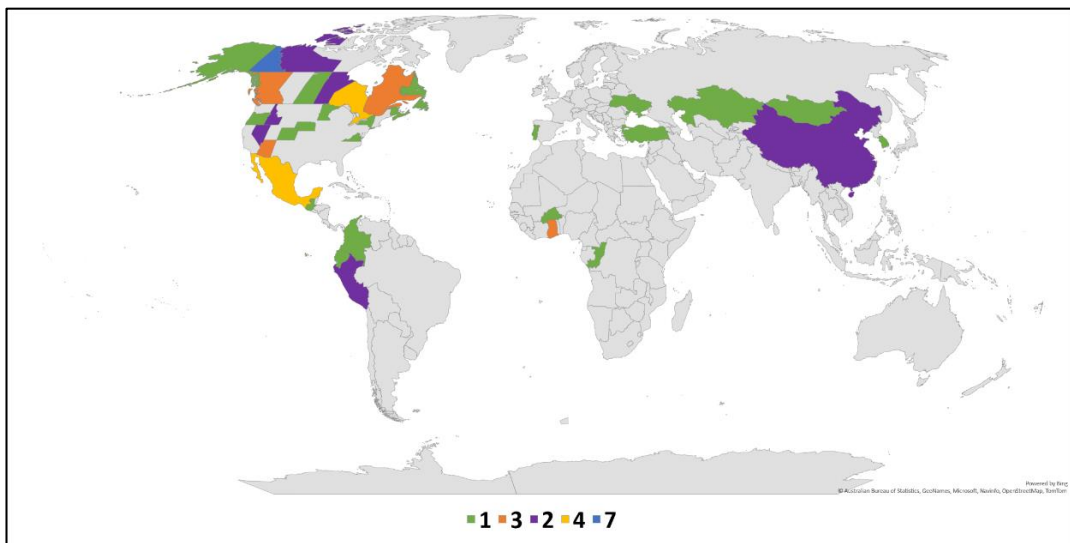 Powered by Bing
© Australian Bureau of Statistics, GeoNames, Microsoft, Navinfo, OpenStreetMap, TomTom
1 3 2 4 7